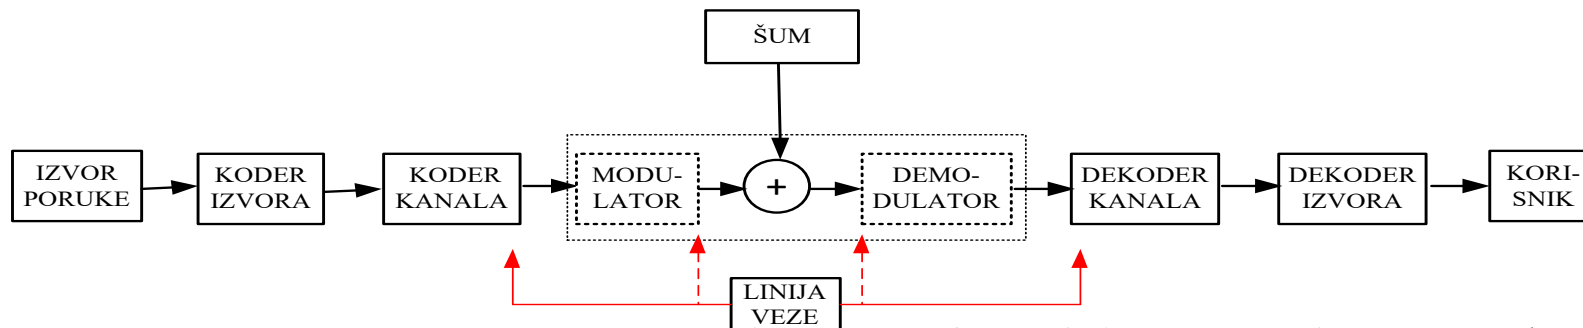 ŠUM
IZVOR
PORUKE
KODER
IZVORA
KODER
KANALA
MODU-
LATOR
+
DEMO-
DULATOR
DEKODER
KANALA
DEKODER
IZVORA
KORI-
SNIK
LINIJA
VEZE